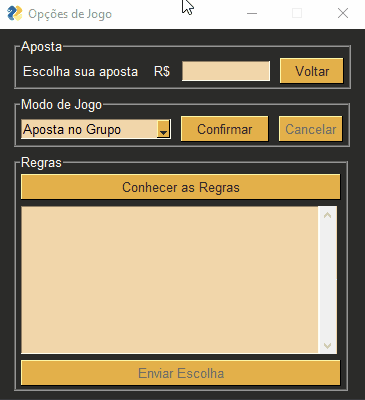 Opções de Jogo
Aposta
Escolha sua aposta R$ Voltar
Modo de Jogo
Aposta no Grupo Confirmar Cancelar
Regras
Conhecer as Regras
Enviar Escolha